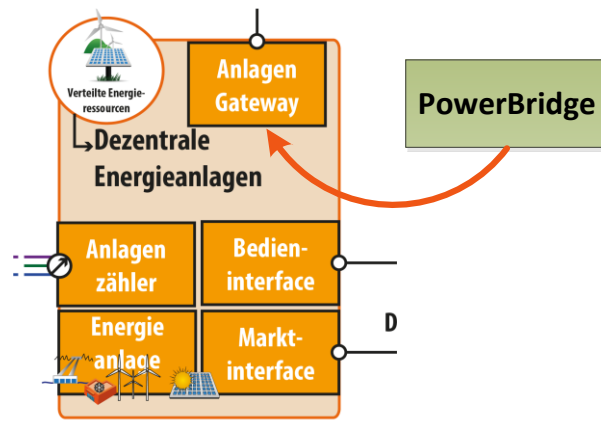 Verteilte Energie-
ressourcen
Anlagen
Gateway
PowerBridge
Dezentrale
Energieanlagen
Anlagen
zähler
Bedien-
interface
Energie
anlage
Markt-
interface
D